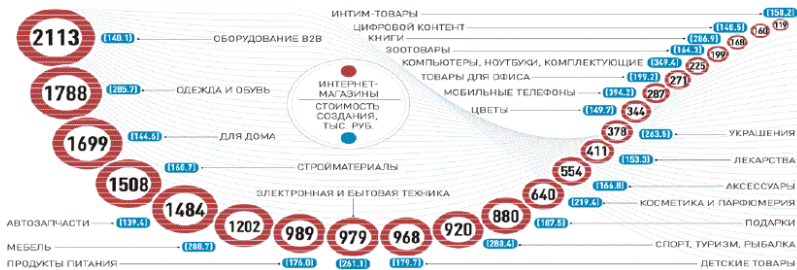 2113
(140.1)
ОБОРУДОВАНИЕ B2B
1788
(285.7)
ОДЕЖДА И ОБУВЬ
1699
(144.6)
ДЛЯ ДОМА
1508
(160.7)
СТРОЙМАТЕРИАЛЫ
1484
1202
989
979
968
920
880
640
554
411
378
344
287
271
225
199
168
160
119
АВТОЗАПЧАСТИ
(139.4)
МЕБЕЛЬ
(208.7)
ПРОДУКТЫ ПИТАНИЯ
(175.0)
ЭЛЕКТРОННАЯ И БЫТОВАЯ ТЕХНИКА
(261.1)
(179.7)
ДЕТСКИЕ ТОВАРЫ
(280.4)
СПОРТ, ТУРИЗМ, РЫБАЛКА
(187.5)
ПОДАРКИ
(219.4)
КОСМЕТИКА И ПАРФЮМЕРИЯ
(166.8)
АКСЕССУАРЫ
(153.3)
ЛЕКАРСТВА
(263.5)
УКРАШЕНИЯ
ЦВЕТЫ
(149.7)
МОБИЛЬНЫЕ ТЕЛЕФОНЫ
(394.2)
ТОВАРЫ ДЛЯ ОФИСА
(199.2)
КОМПЬЮТЕРЫ, НОУТБУКИ, КОМПЛЕКТУЮЩИЕ
(349.4)
ЗООТОВАРЫ
(164.3)
КНИГИ
(286.9)
ЦИФРОВОЙ КОНТЕНТ
(140.5)
ИНТИМ-ТОВАРЫ
(158.2)
ИНТЕРНЕТ-
МАГАЗИНЫ
СТОИМОСТЬ
СОЗДАНИЯ,
ТЫС. РУБ.